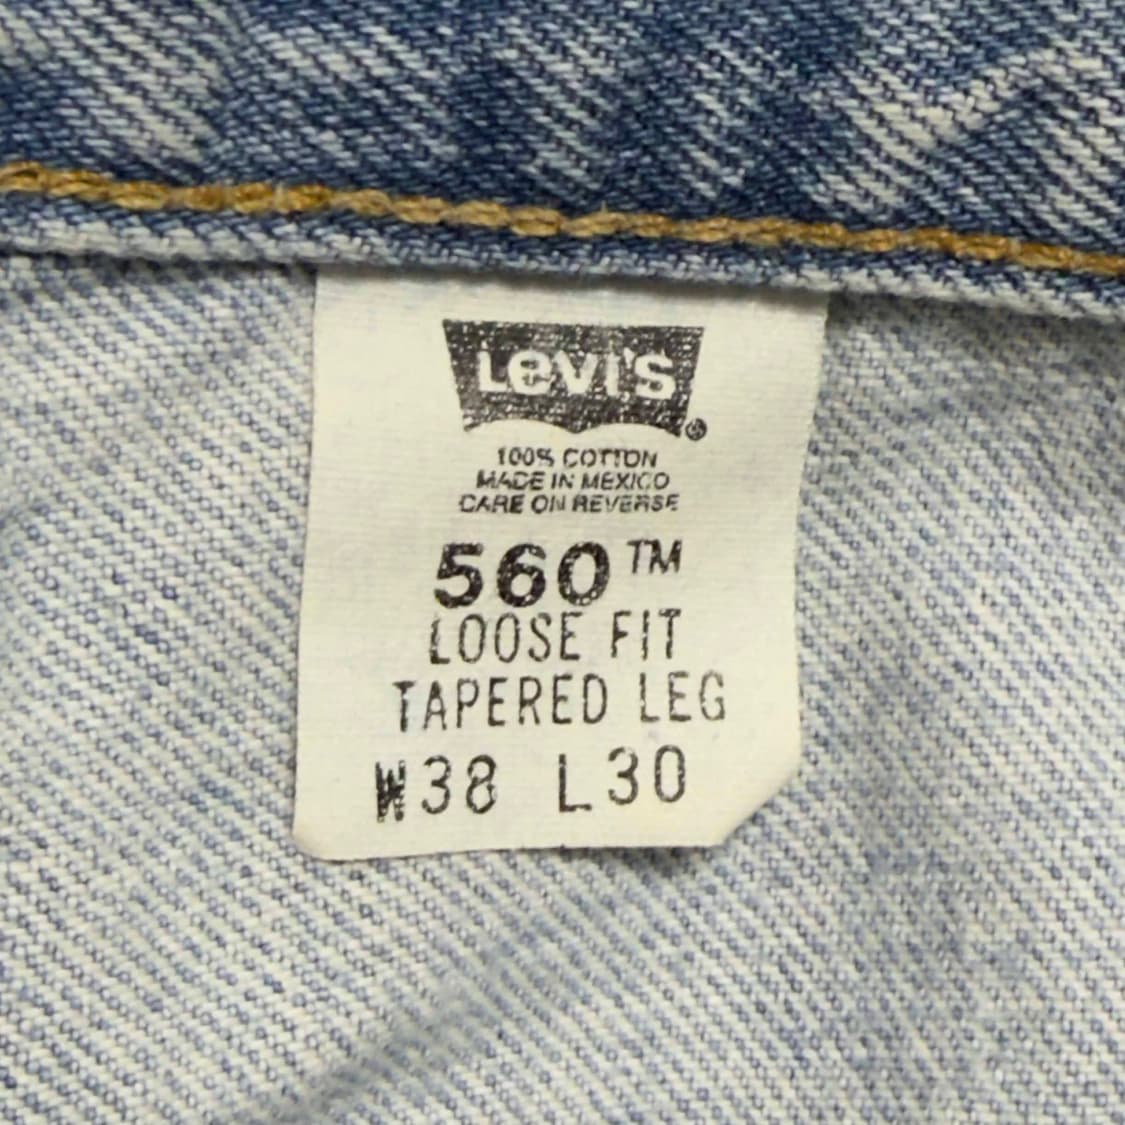 Levi's®
100% COTTON
MADE IN MEXICO
CARE ON REVERSE
560™
LOOSE FIT
TAPERED LEG
W38 L30